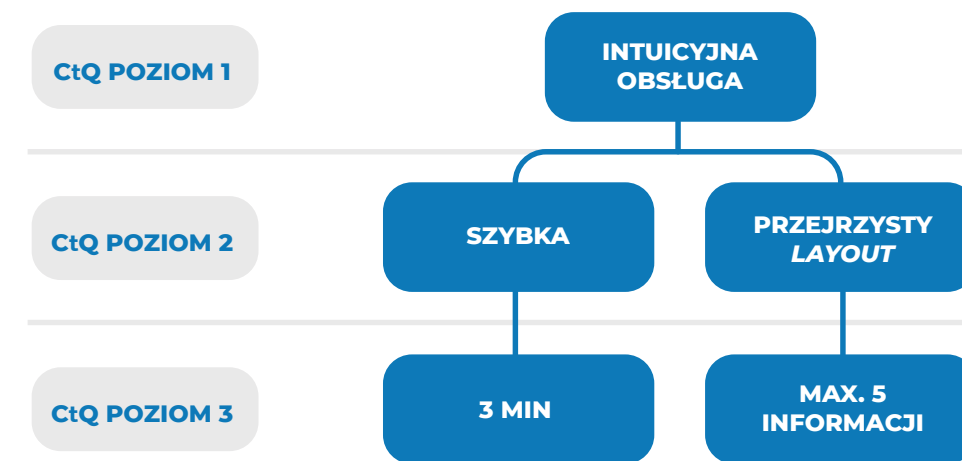 CtQ POZIOM 1
INTUICYJNA
OBSŁUGA
CtQ POZIOM 2
SZYBKA
PRZEJRZYSTY
LAYOUT
CtQ POZIOM 3
3 MIN
MAX. 5
INFORMACJI